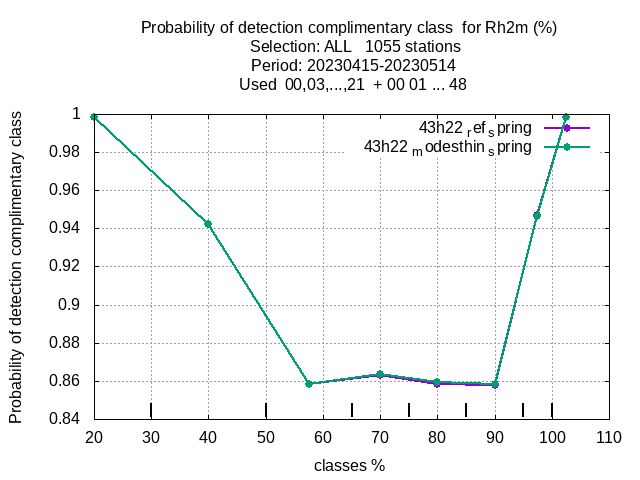 Probability of detection complimentary class  for Rh2m (%)
Selection: ALL   1055 stations
Period: 20230415-20230514
Used  00,03,...,21  + 00 01 ... 48
Probability of detection complimentary class
1
0.98
0.96
0.94
0.92
0.9
0.88
0.86
0.84
43h22 ref spring
43h22 modesthin spring
20 30 40 50 60 70 80 90 100 110
classes %